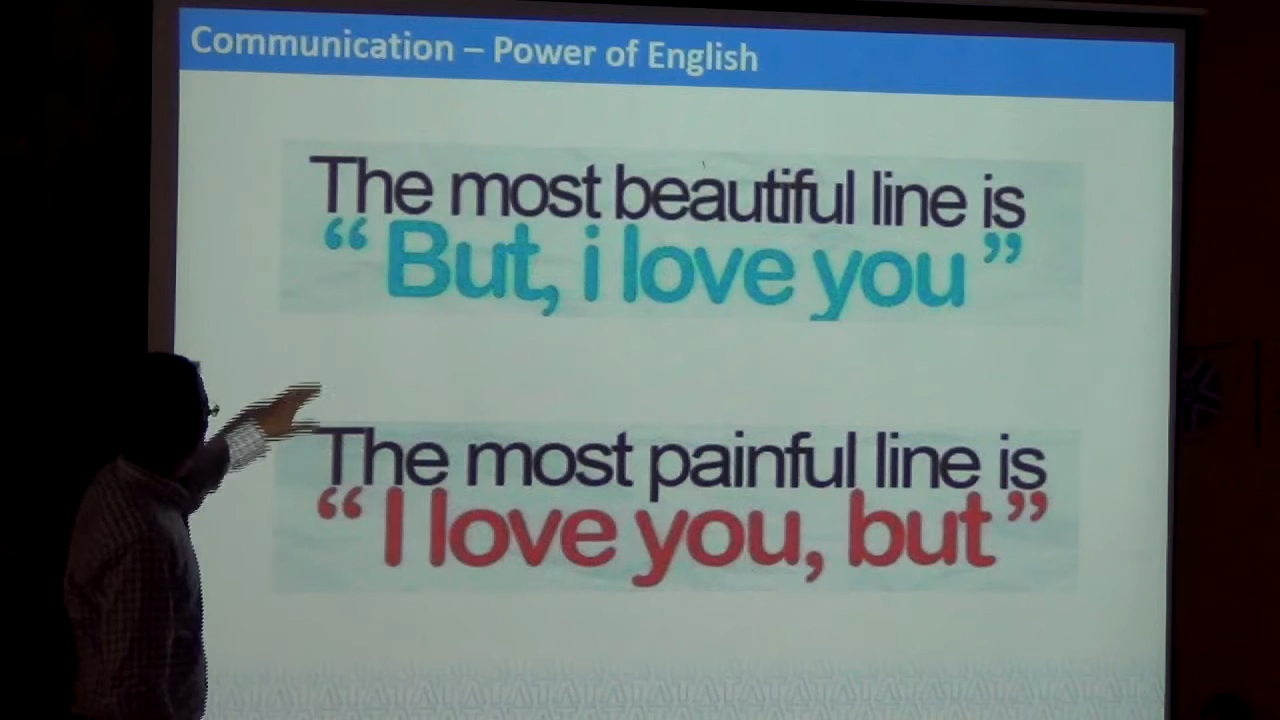 Communication – Power of English
The most beautiful line is
“But, i love you”
The most painful line is
“I love you, but”